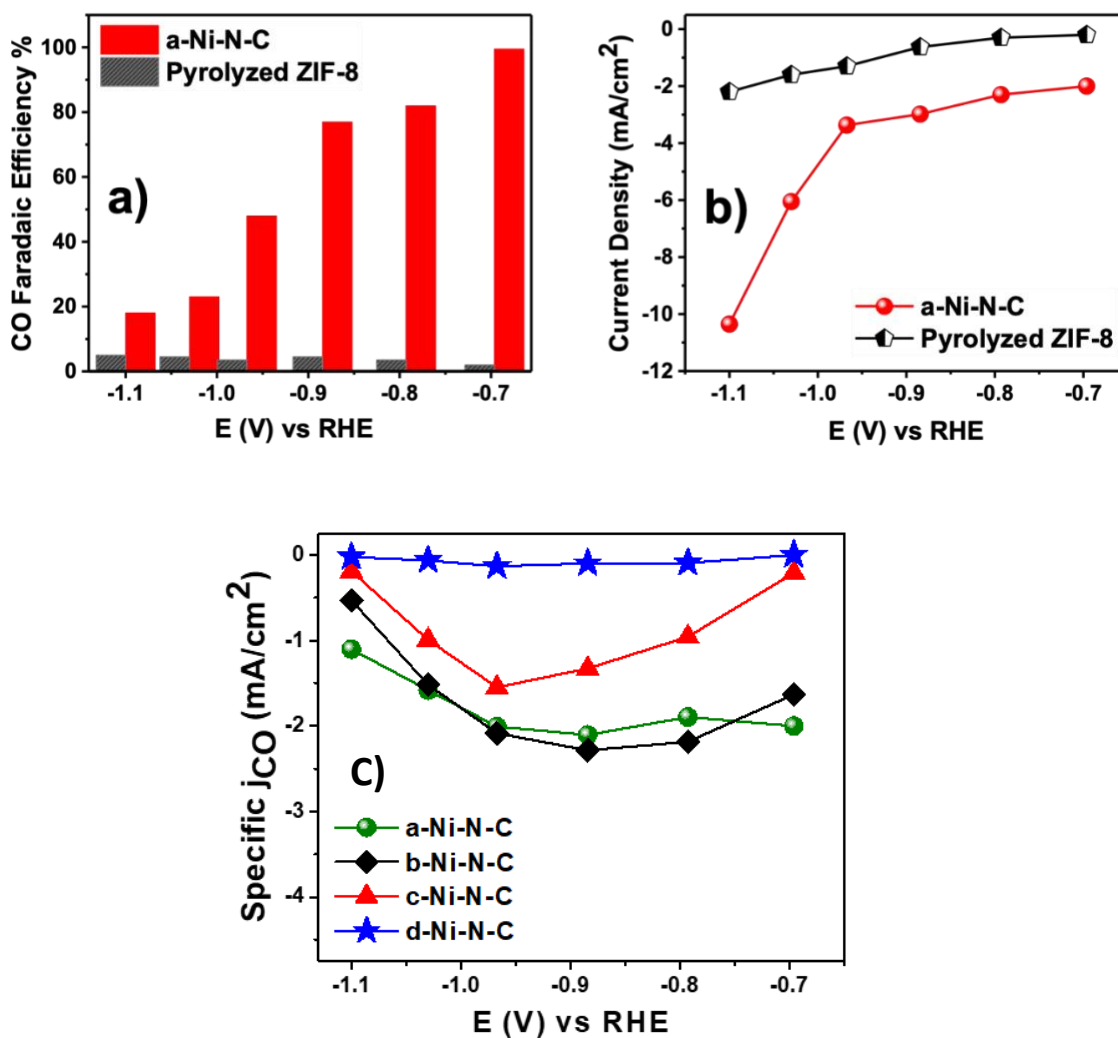 a-Ni-N-C
Pyrolyzed ZIF-8
a)
CO Faradaic Efficiency %
100
80
60
40
20
0
-1.1 -1.0 -0.9 -0.8 -0.7
E (V) vs RHE
b)
Current Density (mA/cm²)
0
-2
-4
-6
-8
-10
-12
a-Ni-N-C
Pyrolyzed ZIF-8
-1.1 -1.0 -0.9 -0.8 -0.7
E (V) vs RHE
Specific jCO (mA/cm²)
0
-1
-2
-3
-4
C)
a-Ni-N-C
b-Ni-N-C
c-Ni-N-C
d-Ni-N-C
-1.1 -1.0 -0.9 -0.8 -0.7
E (V) vs RHE